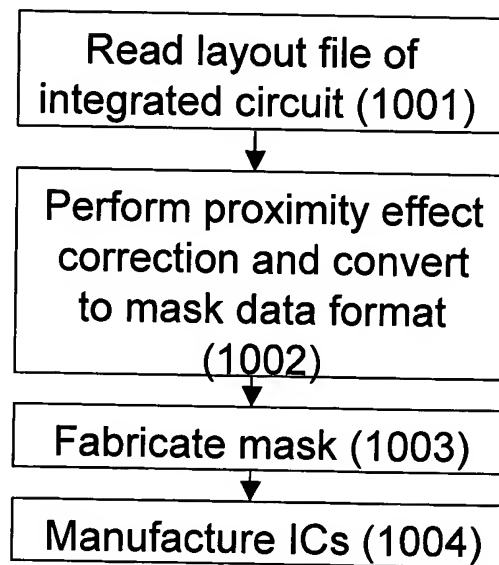 Read layout file of
integrated circuit (1001)
Perform proximity effect
correction and convert
to mask data format
(1002)
Fabricate mask (1003)
Manufacture ICs (1004)